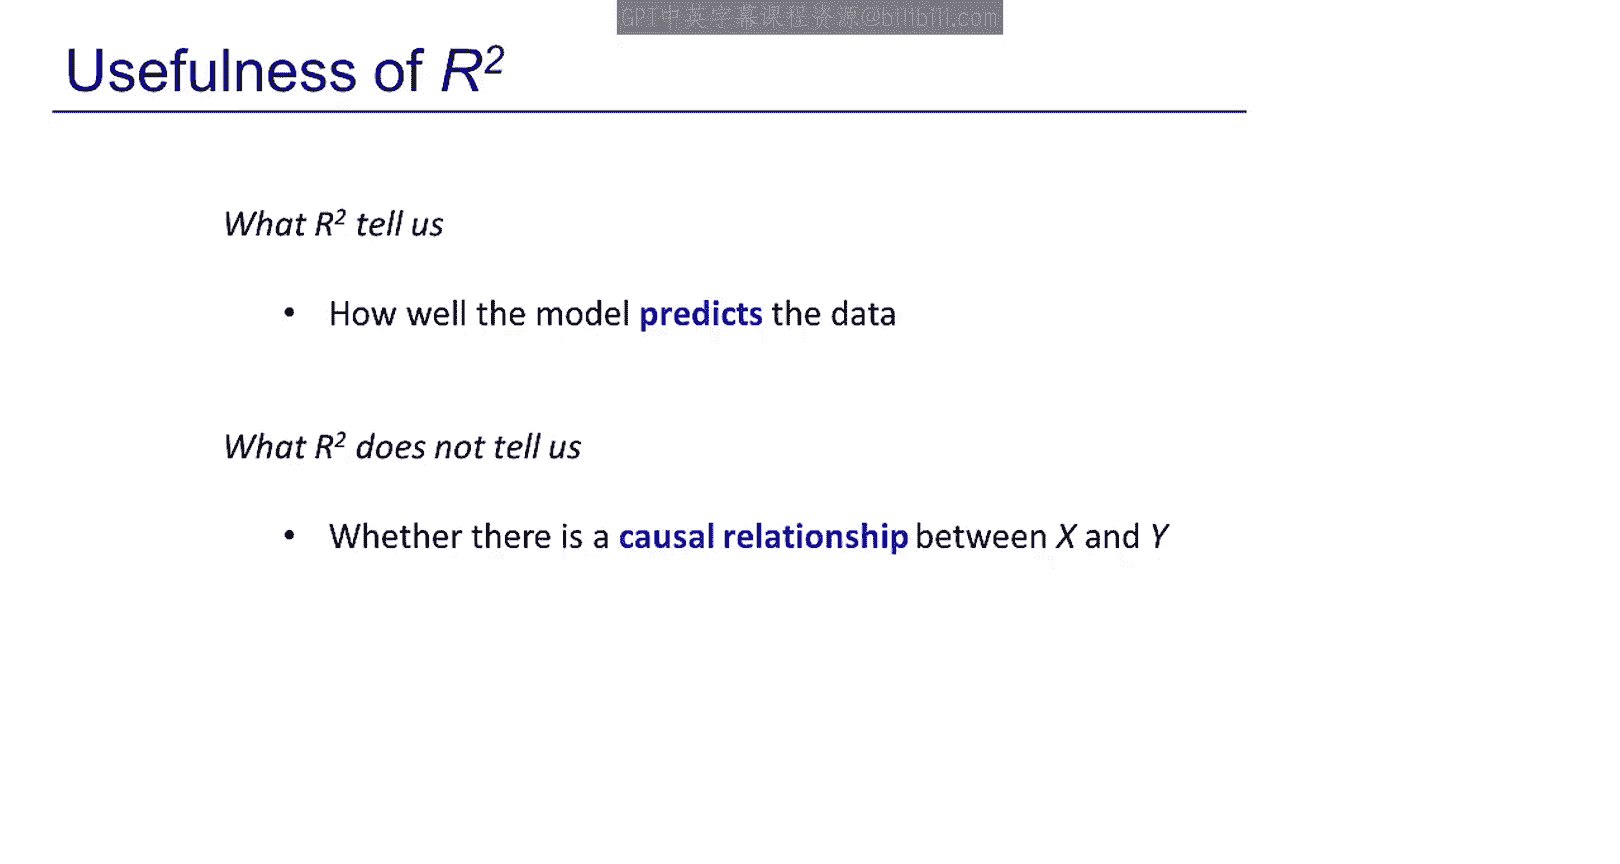 GPT中英字幕课程资源@bilibili.com
Usefulness of R²
What R² tell us
• How well the model predicts the data
What R² does not tell us
• Whether there is a causal relationship between X and Y